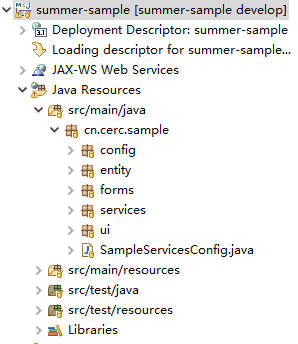 summer-sample [summer-sample develop]
Deployment Descriptor: summer-sample
Loading descriptor for summer-sample...
JAX-WS Web Services
Java Resources
src/main/java
cn.cerc.sample
config
entity
forms
services
ui
SampleServicesConfig.java
src/main/resources
src/test/java
src/test/resources
Libraries